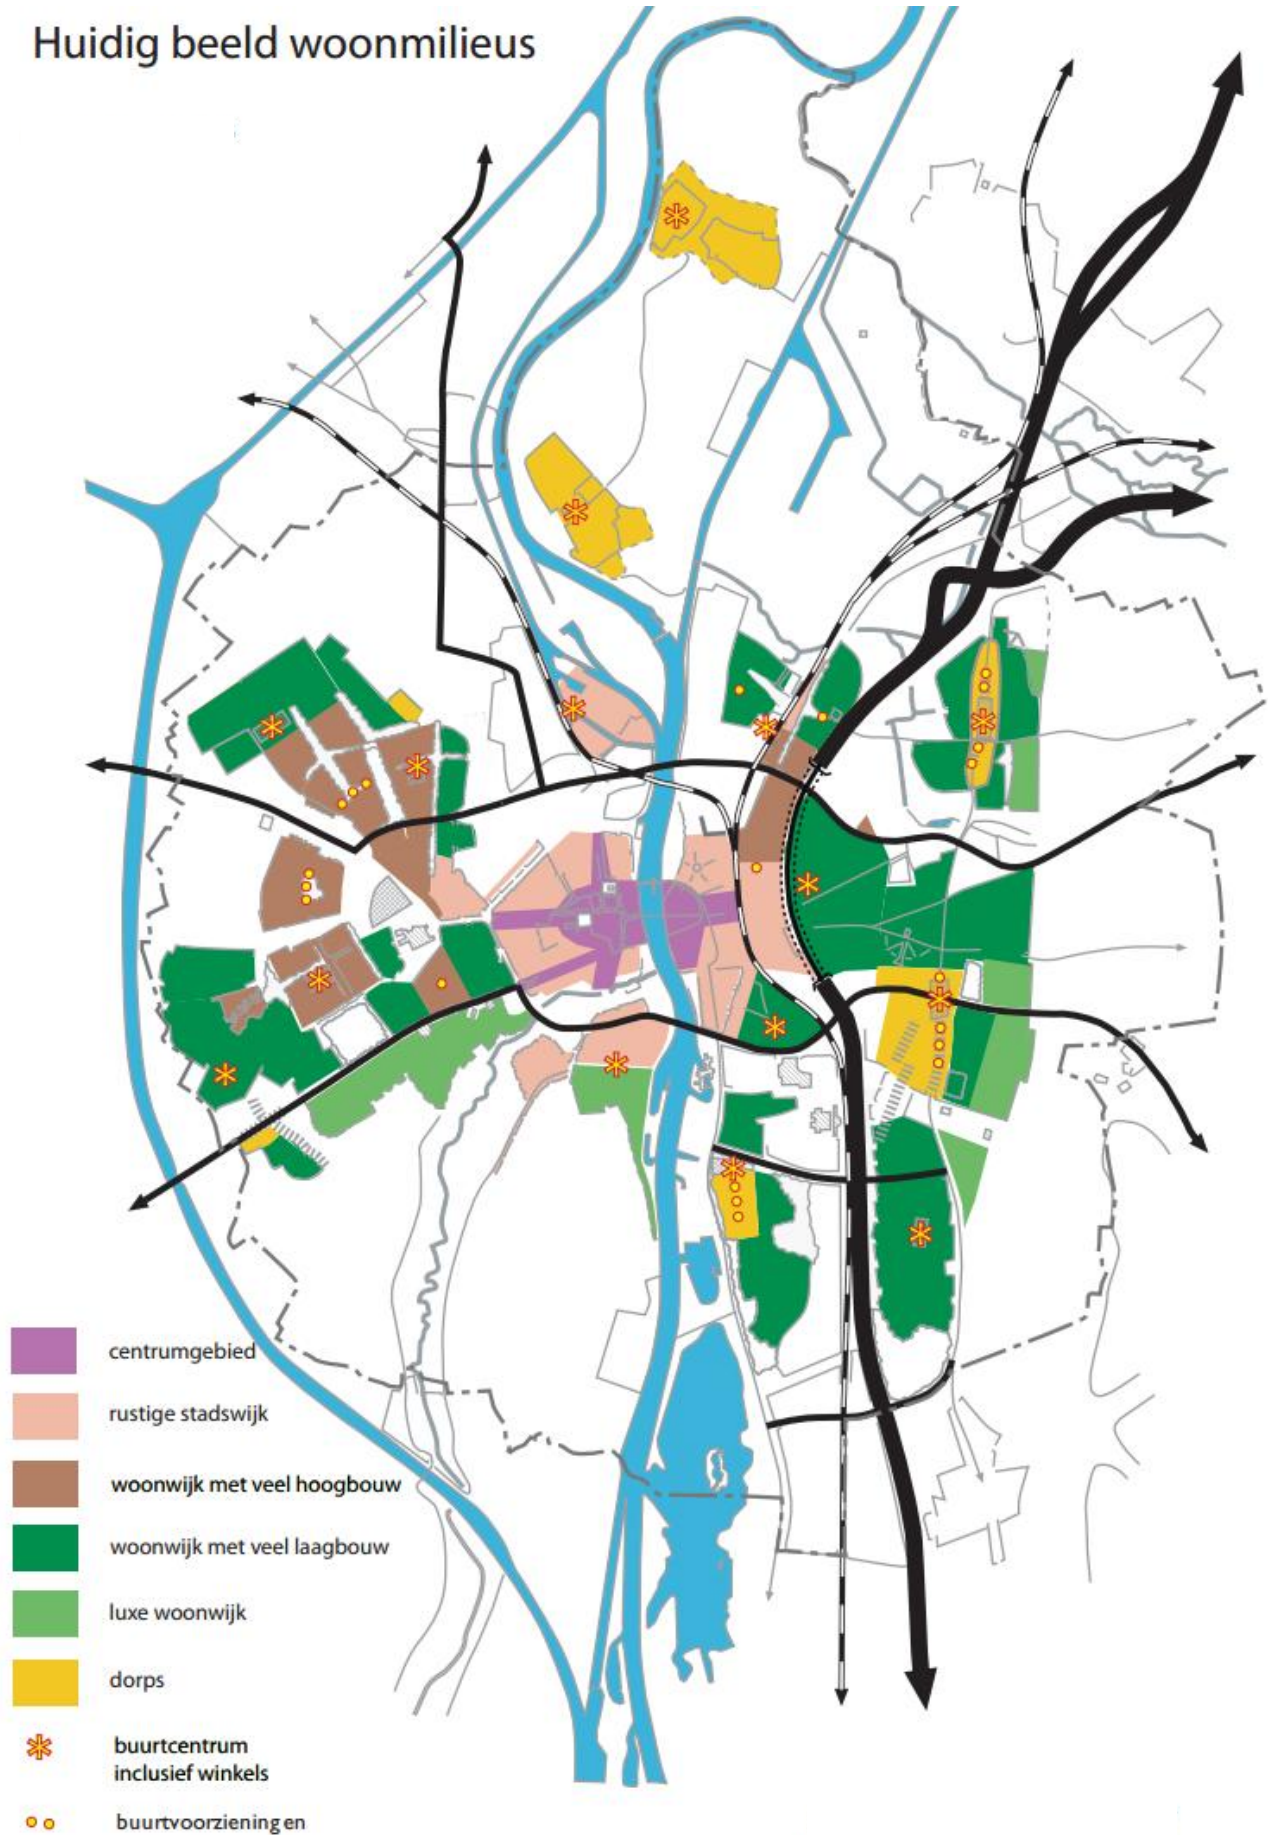 Huidig beeld woonmilieus
centrumgebied
rustige stadswijk
woonwijk met veel hoogbouw
woonwijk met veel laagbouw
luxe woonwijk
dorps
buurtcentrum
inclusief winkels
buurtvoorzieningen